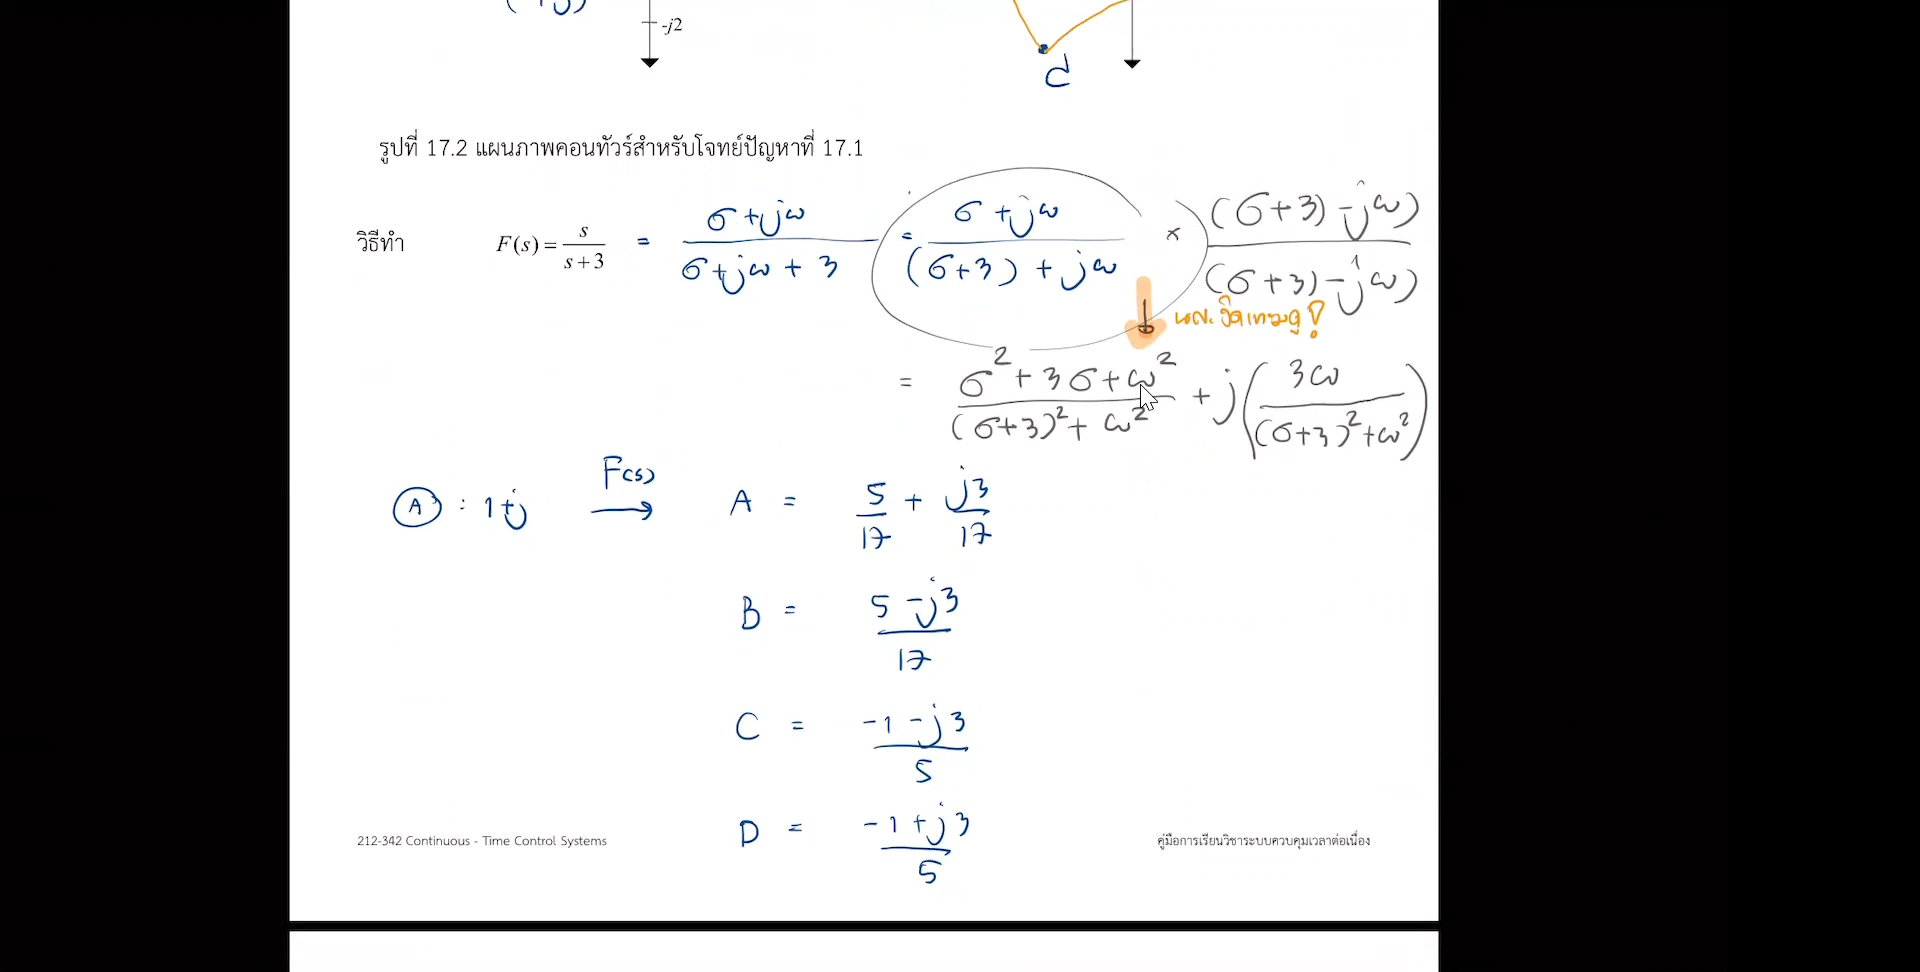 -j2
d
รูปที่ 17.2 แผนภาพคอนทัวร์สำหรับโจทย์ปัญหาที่ 17.1
วิธีทำ F(s) = s/(s+3) = (σ+jω)/(σ+jω+3) = (σ+jω)/((σ+3)+jω) × ((σ+3)-jω)/((σ+3)-jω)
= (σ²+3σ+ω²)/((σ+3)²+ω²) + j(3ω/((σ+3)²+ω²))
(A) : 1+j F(s) → A = 5/17 + j3/17
B = (5-j3)/17
C = (-1-j3)/5
D = (-1+j3)/5
212-342 Continuous - Time Control Systems
คู่มือการเรียนวิชาระบบควบคุมเวลาต่อเนื่อง